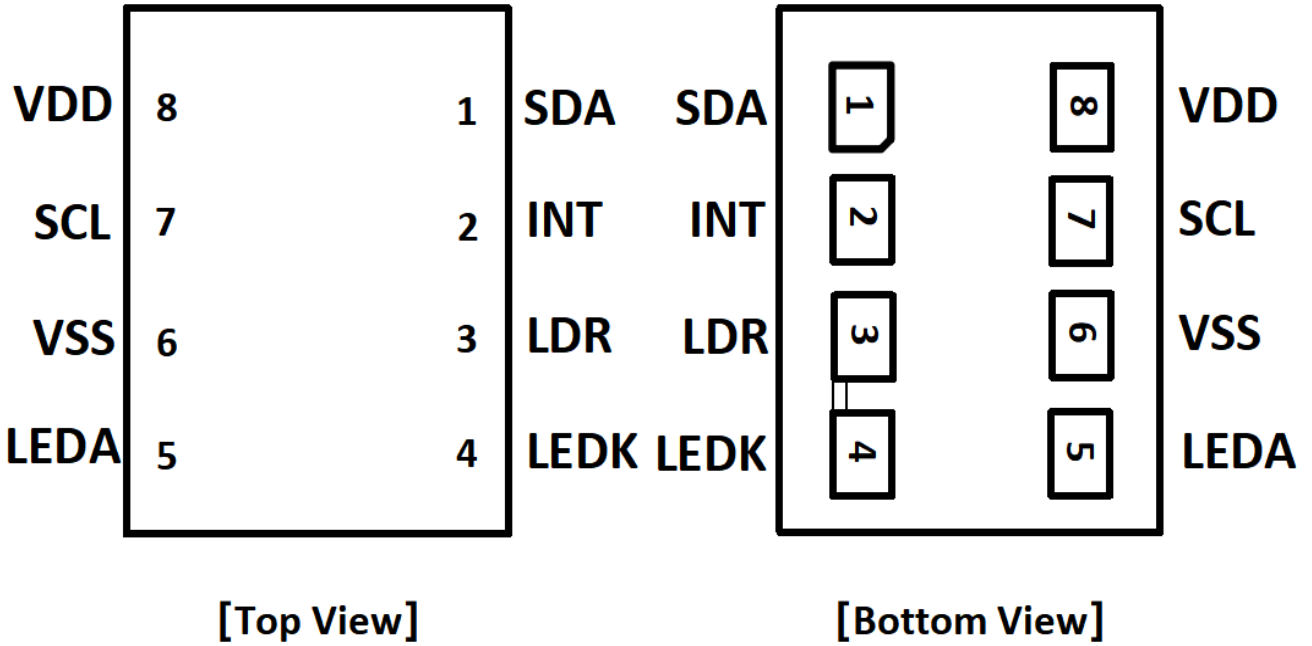 VDD 8 1 SDA SDA 1 8 VDD
SCL 7 2 INT INT 2 7 SCL
VSS 6 3 LDR LDR 3 6 VSS
LEDA 5 4 LEDK LEDK 4 5 LEDA
[Top View] [Bottom View]